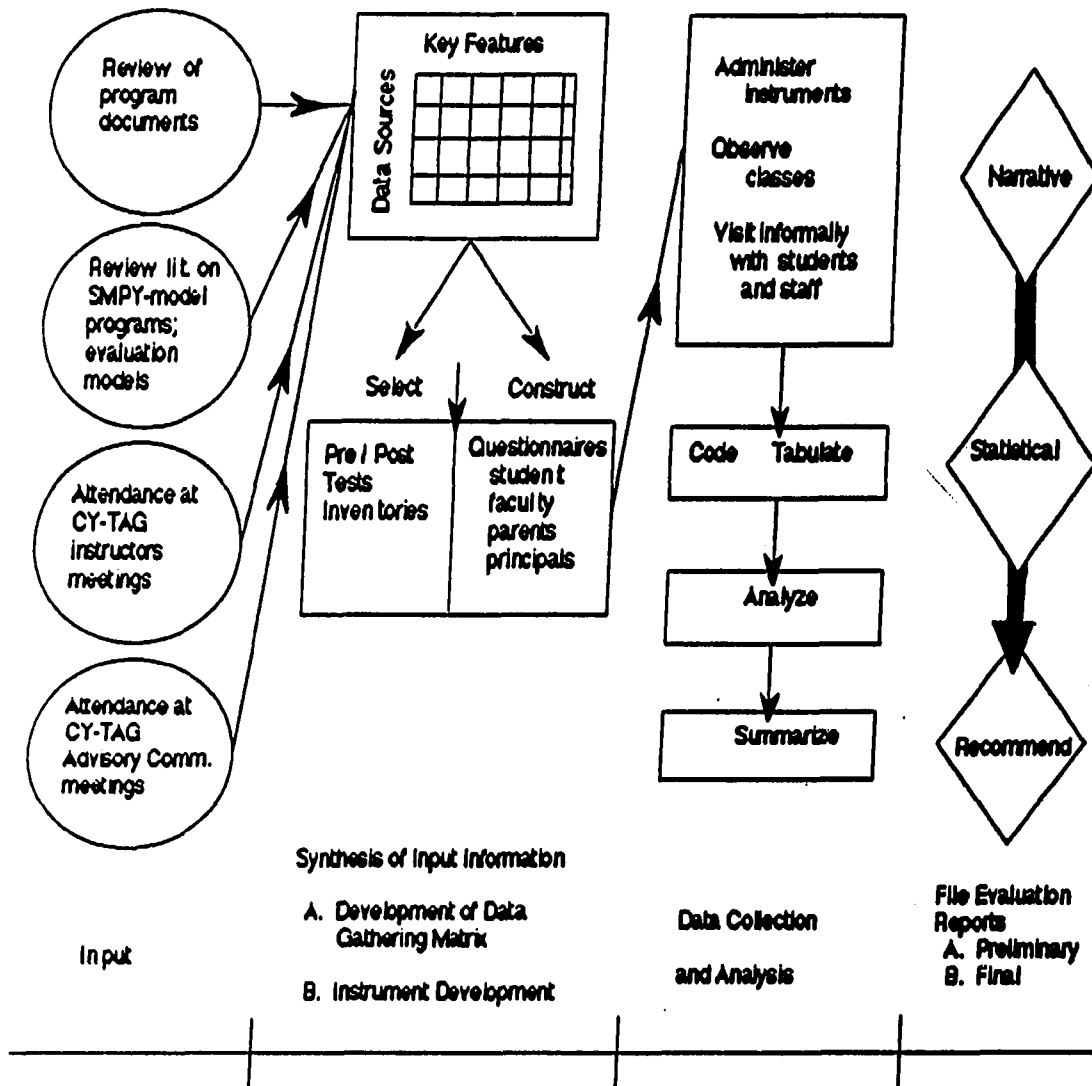 Review of
program
documents
Review lit. on
SMPY-model
programs;
evaluation
models
Attendance at
CY-TAG
instructors
meetings
Attendance at
CY-TAG
Advisory Comm.
meetings
Input
Key Features
Data Sources
Select
Construct
Pre / Post
Tests
Inventories
Questionnaires
student
faculty
parents
principals
Synthesis of Input Information
A. Development of Data
Gathering Matrix
B. Instrument Development
Administer
instruments
Observe
classes
Visit informally
with students
and staff
Code Tabulate
Analyze
Summarize
Data Collection
and Analysis
Narrative
Statistical
Recommend
File Evaluation
Reports
A. Preliminary
B. Final